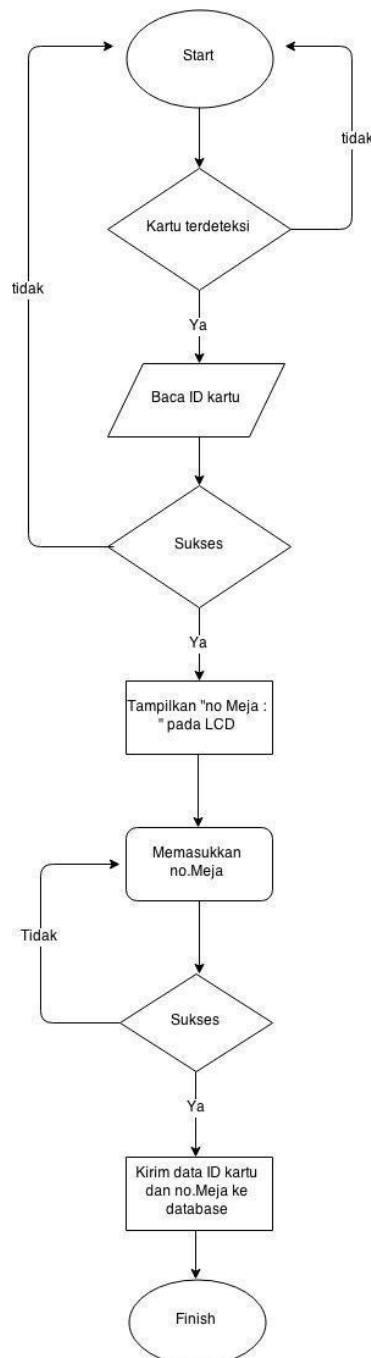 Start
tidak
Kartu terdeteksi
tidak
Ya
Baca ID kartu
Sukses
Ya
Tampilkan "no Meja :
" pada LCD
Memasukkan
no.Meja
Tidak
Sukses
Ya
Kirim data ID kartu
dan no.Meja ke
database
Finish